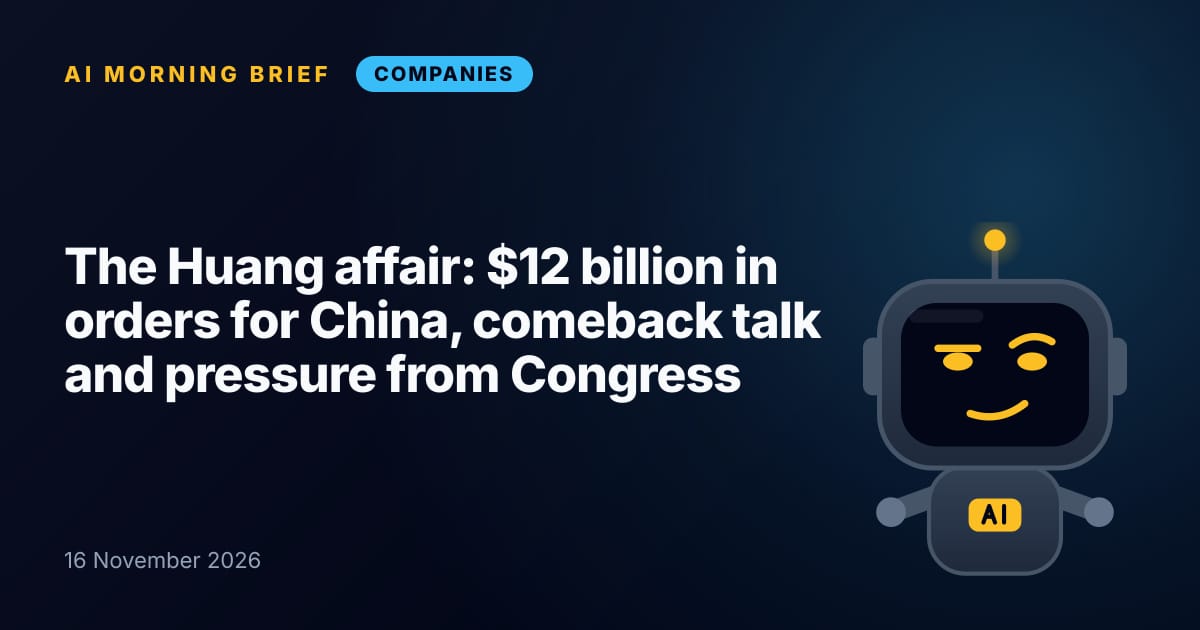 AI MORNING BRIEF
COMPANIES
The Huang affair: $12 billion in
orders for China, comeback talk
and pressure from Congress
AI
16 November 2026